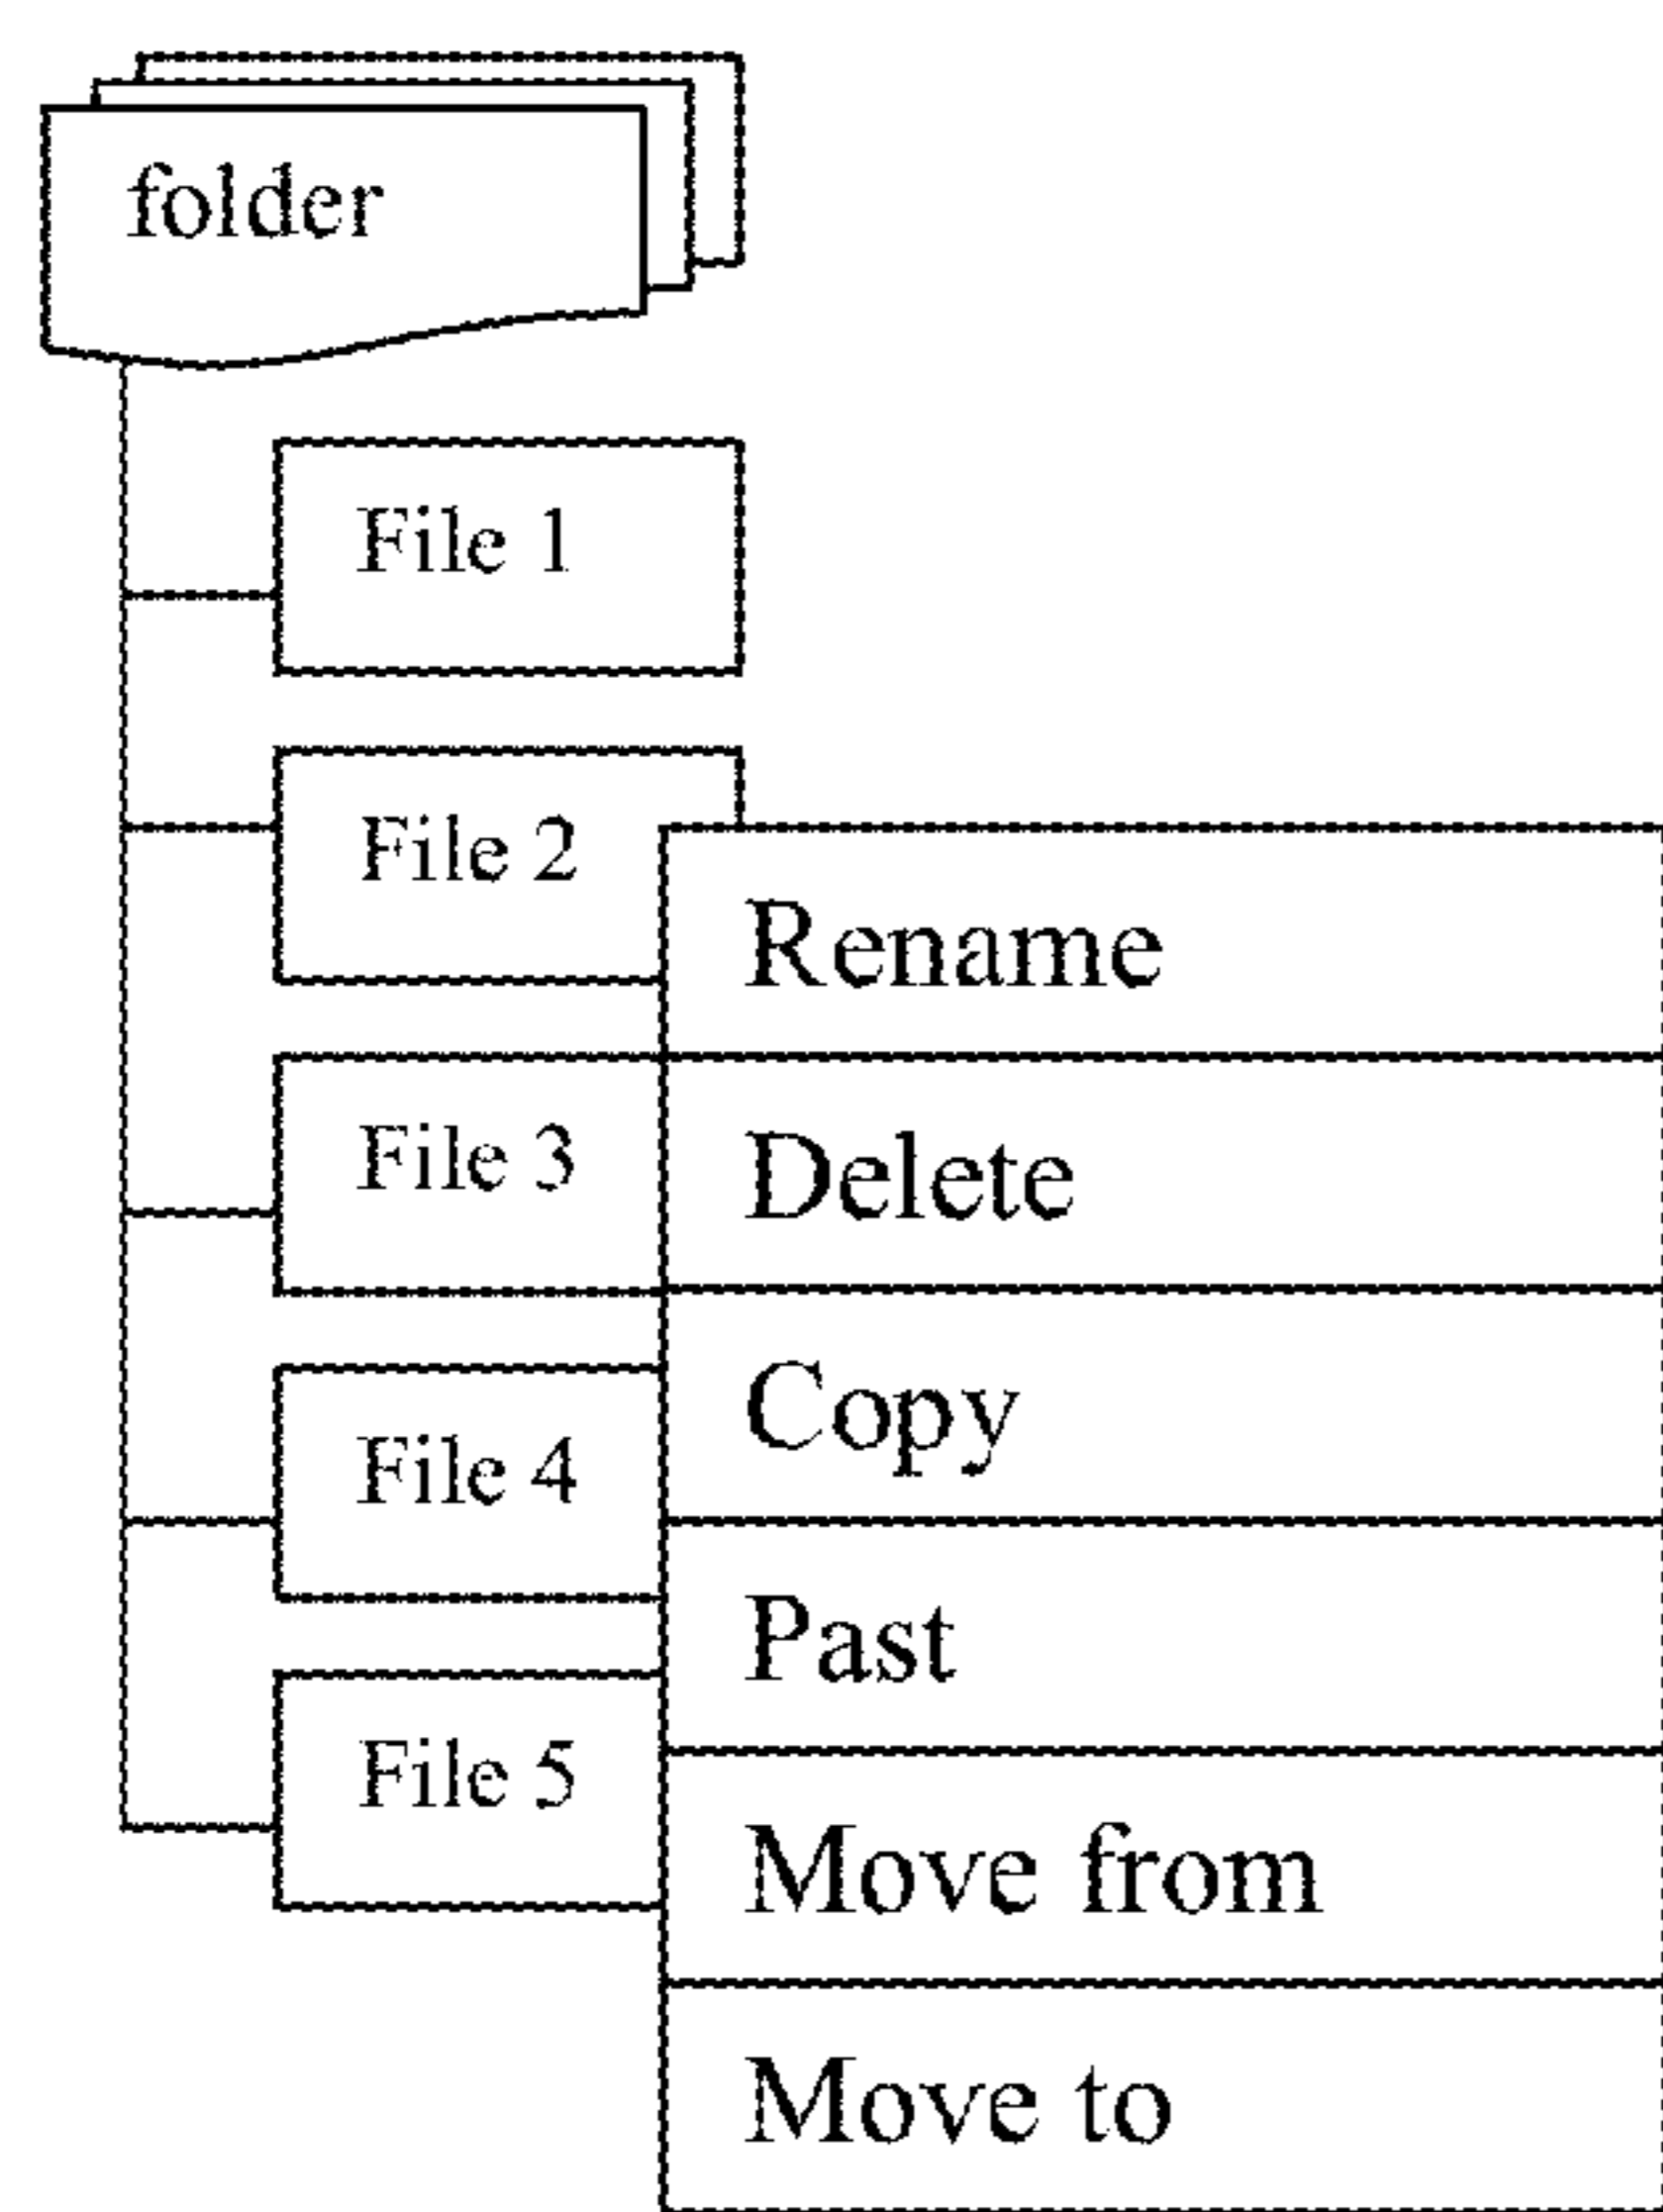 folder
File 1
File 2
Rename
File 3
Delete
Copy
File 4
Past
File 5
Move from
Move to